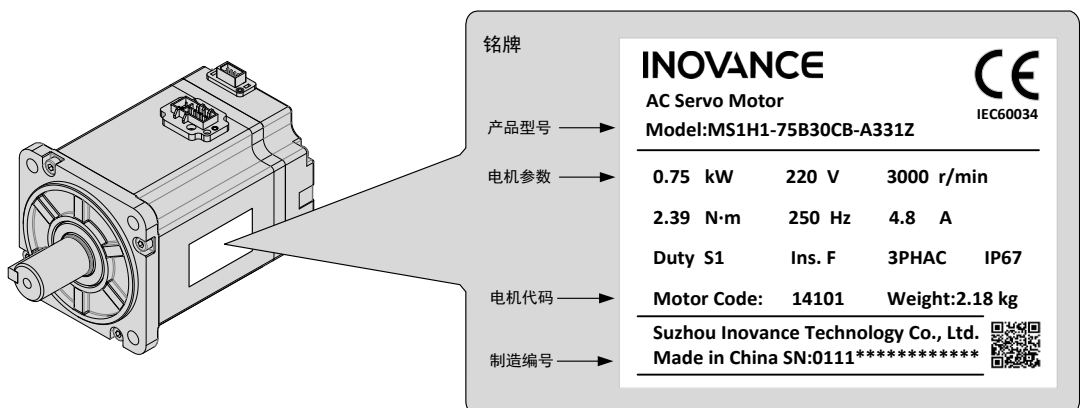 铭牌
INOVANCE
CE
AC Servo Motor
IEC60034
产品型号
Model:MS1H1-75B30CB-A331Z
电机参数
0.75 kW 220 V 3000 r/min
2.39 N·m 250 Hz 4.8 A
Duty S1 Ins. F 3PHAC IP67
电机代码
Motor Code: 14101 Weight:2.18 kg
Suzhou Inovance Technology Co., Ltd.
制造编号
Made in China SN:0111************